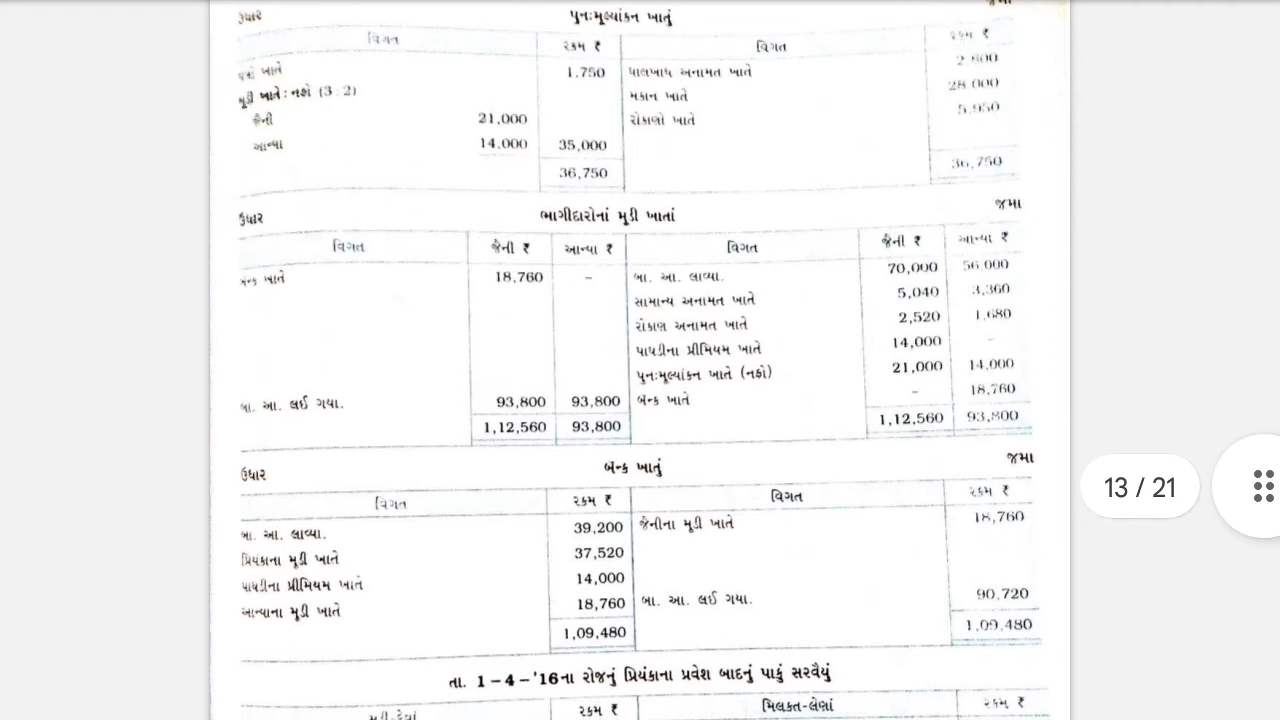 ઉધાર પુનઃમૂલ્યાંકન ખાતું
વિગત રકમ ₹ વિગત રકમ ₹
ખાતે 1,750 ઘાલખાધ અનામત ખાતે 2,800
મૂડી ખાતે : નફો (3 : 2) મકાન ખાતે 28,000
જૈની 21,000 રોકાણો ખાતે 5,950
આન્યા 14,000 35,000
36,750 36,750
ઉધાર ભાગીદારોનાં મૂડી ખાતાં જમા
વિગત જૈની ₹ આન્યા ₹ વિગત જૈની ₹ આન્યા ₹
બૅન્ક ખાતે 18,760 – બા. આ. લાવ્યા. 70,000 56,000
સામાન્ય અનામત ખાતે 5,040 3,360
રોકાણ અનામત ખાતે 2,520 1,680
પાઘડીના પ્રીમિયમ ખાતે 14,000 –
પુનઃમૂલ્યાંકન ખાતે (નફો) 21,000 14,000
બા. આ. લઈ ગયા. 93,800 93,800 બૅન્ક ખાતે – 18,760
1,12,560 93,800 1,12,560 93,800
ઉધાર બૅન્ક ખાતું જમા
વિગત રકમ ₹ વિગત રકમ ₹
બા. આ. લાવ્યા. 39,200 જૈનીના મૂડી ખાતે 18,760
પ્રિયંકાના મૂડી ખાતે 37,520
પાઘડીના પ્રીમિયમ ખાતે 14,000
આન્યાના મૂડી ખાતે 18,760 બા. આ. લઈ ગયા. 90,720
1,09,480 1,09,480
તા. 1 – 4 – '16ના રોજનું પ્રિયંકાના પ્રવેશ બાદનું પાકું સરવૈયું
મૂડી-દેવાં રકમ ₹ મિલકત-લેણાં રકમ ₹
13 / 21